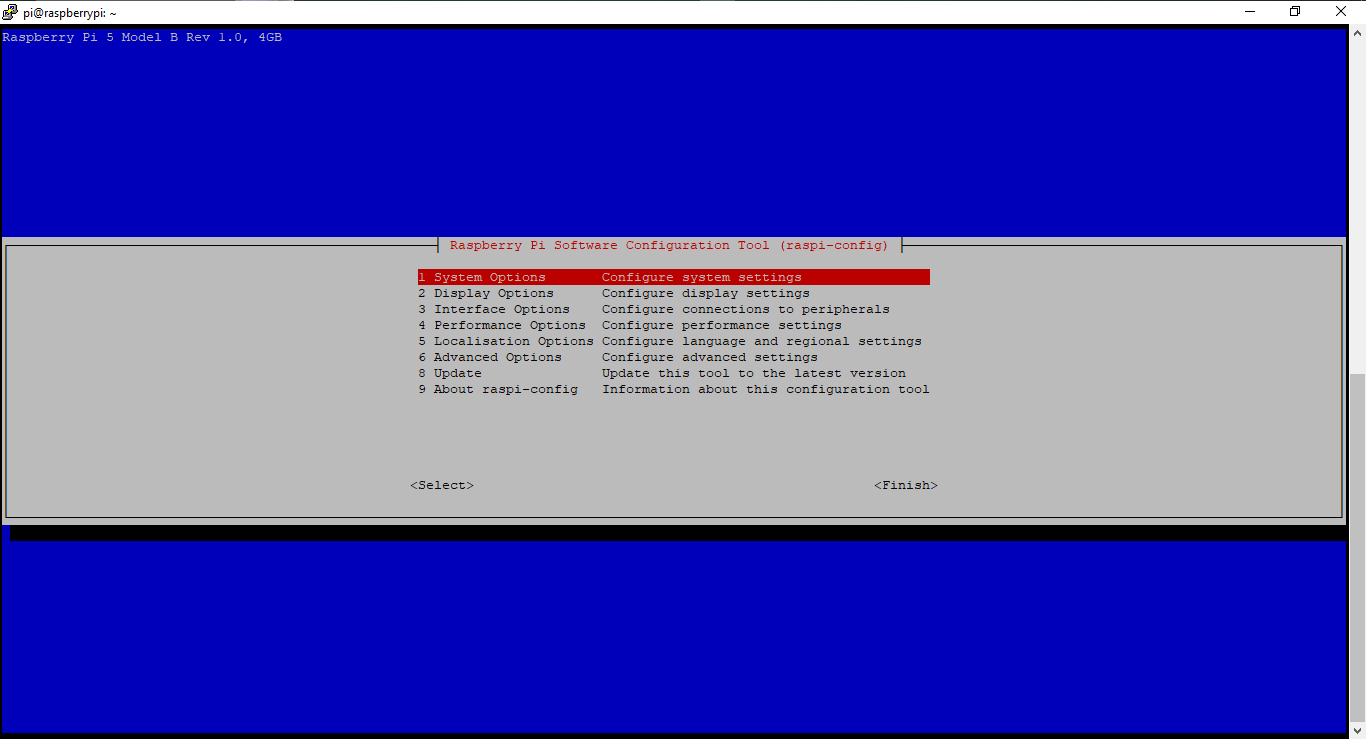 pi@raspberrypi: ~
Raspberry Pi 5 Model B Rev 1.0, 4GB
Raspberry Pi Software Configuration Tool (raspi-config)
1 System Options Configure system settings
2 Display Options Configure display settings
3 Interface Options Configure connections to peripherals
4 Performance Options Configure performance settings
5 Localisation Options Configure language and regional settings
6 Advanced Options Configure advanced settings
8 Update Update this tool to the latest version
9 About raspi-config Information about this configuration tool
<Select> <Finish>